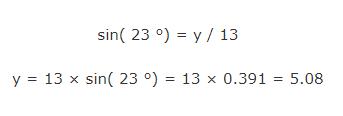 sin( 23 º) = y / 13
y = 13 × sin( 23 º) = 13 × 0.391 = 5.08